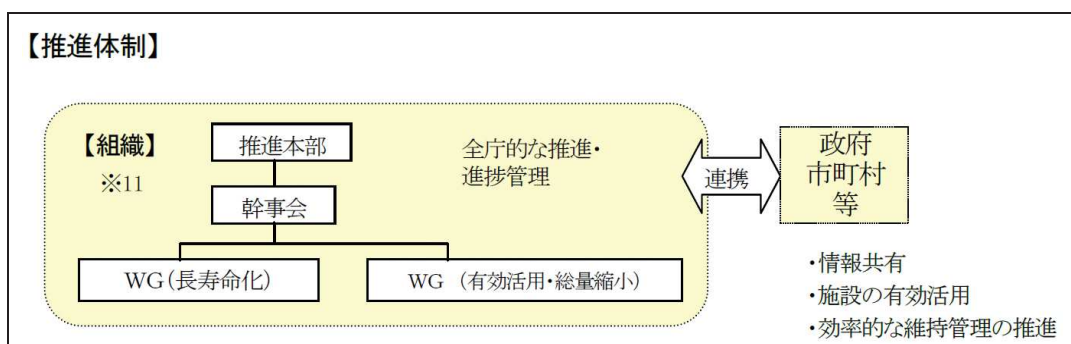 【推進体制】
【組織】
※11
推進本部
幹事会
WG(長寿命化)
WG (有効活用・総量縮小)
全庁的な推進・
進捗管理
連携
政府
市町村
等
・情報共有
・施設の有効活用
・効率的な維持管理の推進